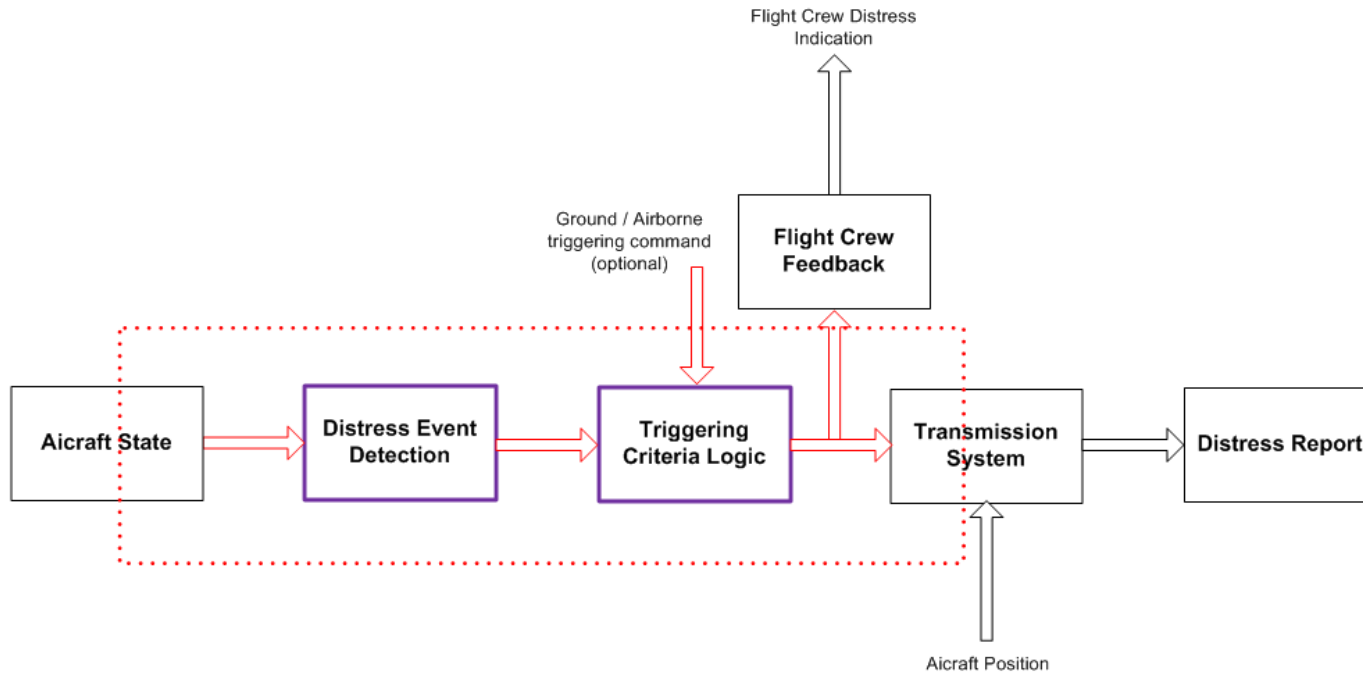 Flight Crew Distress
Indication
Ground / Airborne
triggering command
(optional)
Flight Crew
Feedback
Aicraft State
Distress Event
Detection
Triggering
Criteria Logic
Transmission
System
Distress Report
Aicraft Position